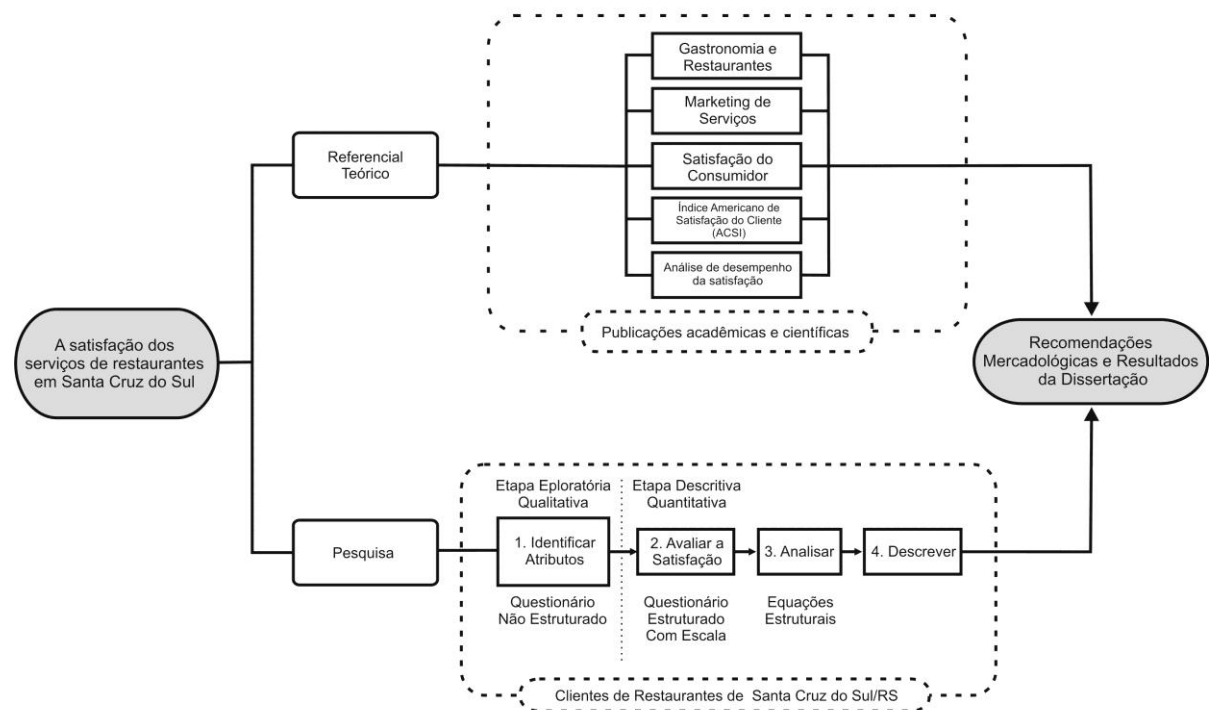 Gastronomia e
Restaurantes
Marketing de
Serviços
Referencial
Teórico
Satisfação do
Consumidor
Índice Americano de
Satisfação do Cliente
(ACSI)
Análise de desempenho
da satisfação
Publicações acadêmicas e científicas
A satisfação dos
serviços de restaurantes
em Santa Cruz do Sul
Recomendações
Mercadológicas e Resultados
da Dissertação
Etapa Eploratória
Qualitativa
Etapa Descritiva
Quantitativa
Pesquisa
1. Identificar
Atributos
2. Avaliar a
Satisfação
3. Analisar
4. Descrever
Questionário
Não Estruturado
Questionário
Estruturado
Com Escala
Equações
Estruturais
Clientes de Restaurantes de Santa Cruz do Sul/RS